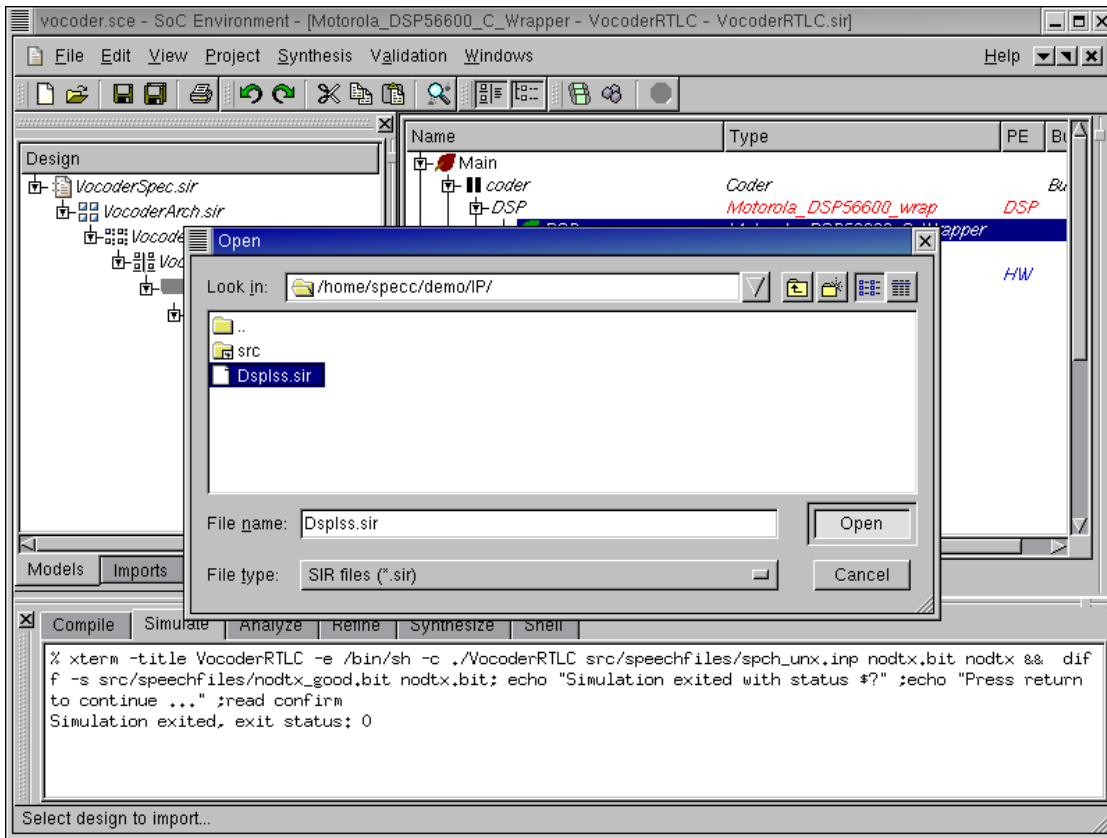 vocoder.sce - SoC Environment - [Motorola_DSP56600_C_Wrapper - VocoderRTLC - VocoderRTLC.sir]
File Edit View Project Synthesis Validation Windows Help
Name Type PE Bu
Design
Main
VocoderSpec.sir
coder Coder Bu
VocoderArch.sir
DSP Motorola_DSP56600_wrap DSP
Open
HW
Look in: /home/specc/demo/IP/
..
src
DspIss.sir
File name: DspIss.sir Open
File type: SIR files (*.sir) Cancel
Models Imports
Compile Simulate Analyze Refine Synthesize Shell
% xterm -title VocoderRTLC -e /bin/sh -c ./VocoderRTLC src/speechfiles/spch_unx.inp nodtx.bit nodtx && dif
f -s src/speechfiles/nodtx_good.bit nodtx.bit; echo "Simulation exited with status $?" ;echo "Press return
to continue ..." ;read confirm
Simulation exited, exit status: 0
Select design to import...